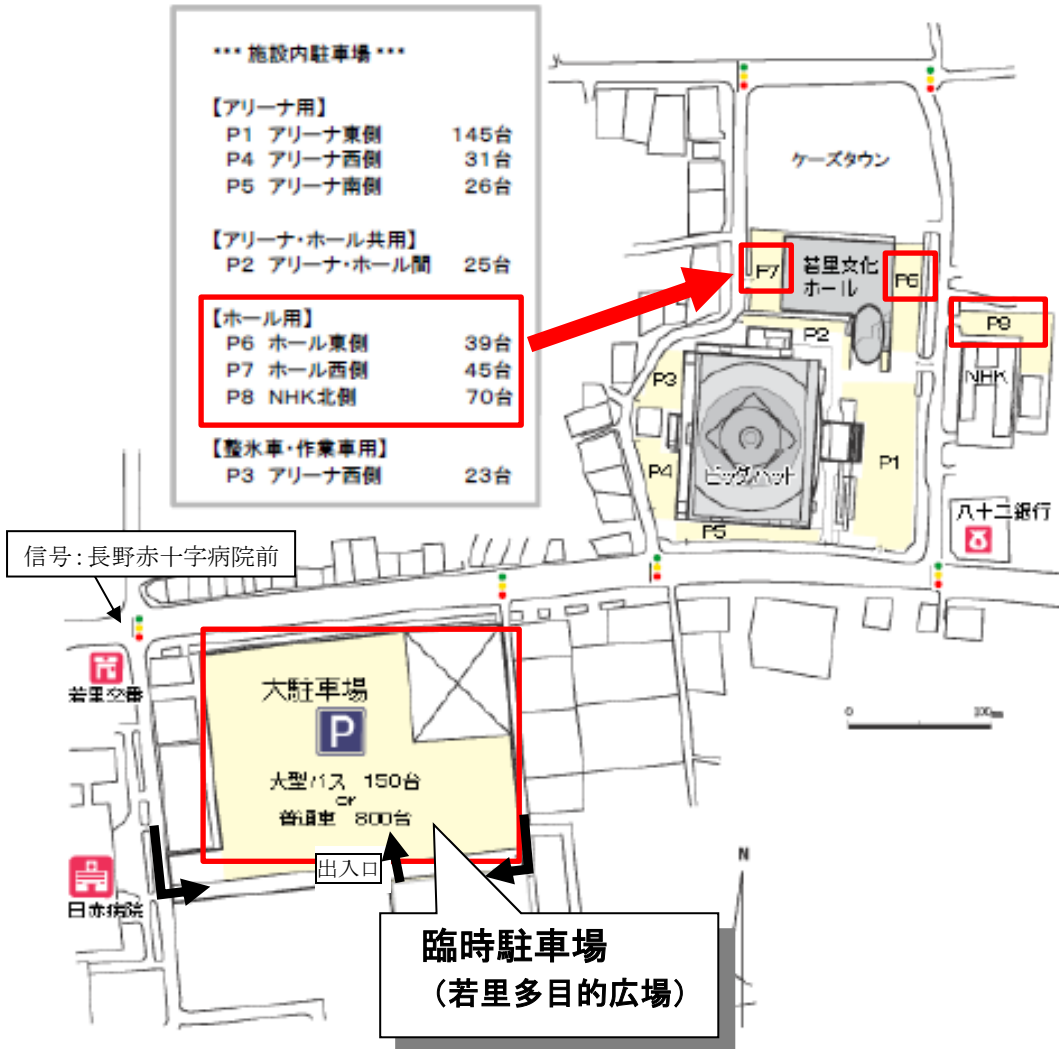 *** 施設内駐車場 ***
【アリーナ用】
P1 アリーナ東側 145台
P4 アリーナ西側 31台
P5 アリーナ南側 26台
【アリーナ・ホール共用】
P2 アリーナ・ホール間 25台
【ホール用】
P6 ホール東側 39台
P7 ホール西側 45台
P8 NHK北側 70台
【整氷車・作業車用】
P3 アリーナ西側 23台
ケーズタウン
P7
若里文化
ホール
P6
P8
P2
NHK
P3
P4
ビッグハット
P1
P5
八十二銀行
信号:長野赤十字病院前
若里交番
大駐車場
P
大型バス 150台
or
普通車 800台
出入口
日赤病院
0 100m
N
臨時駐車場
(若里多目的広場)